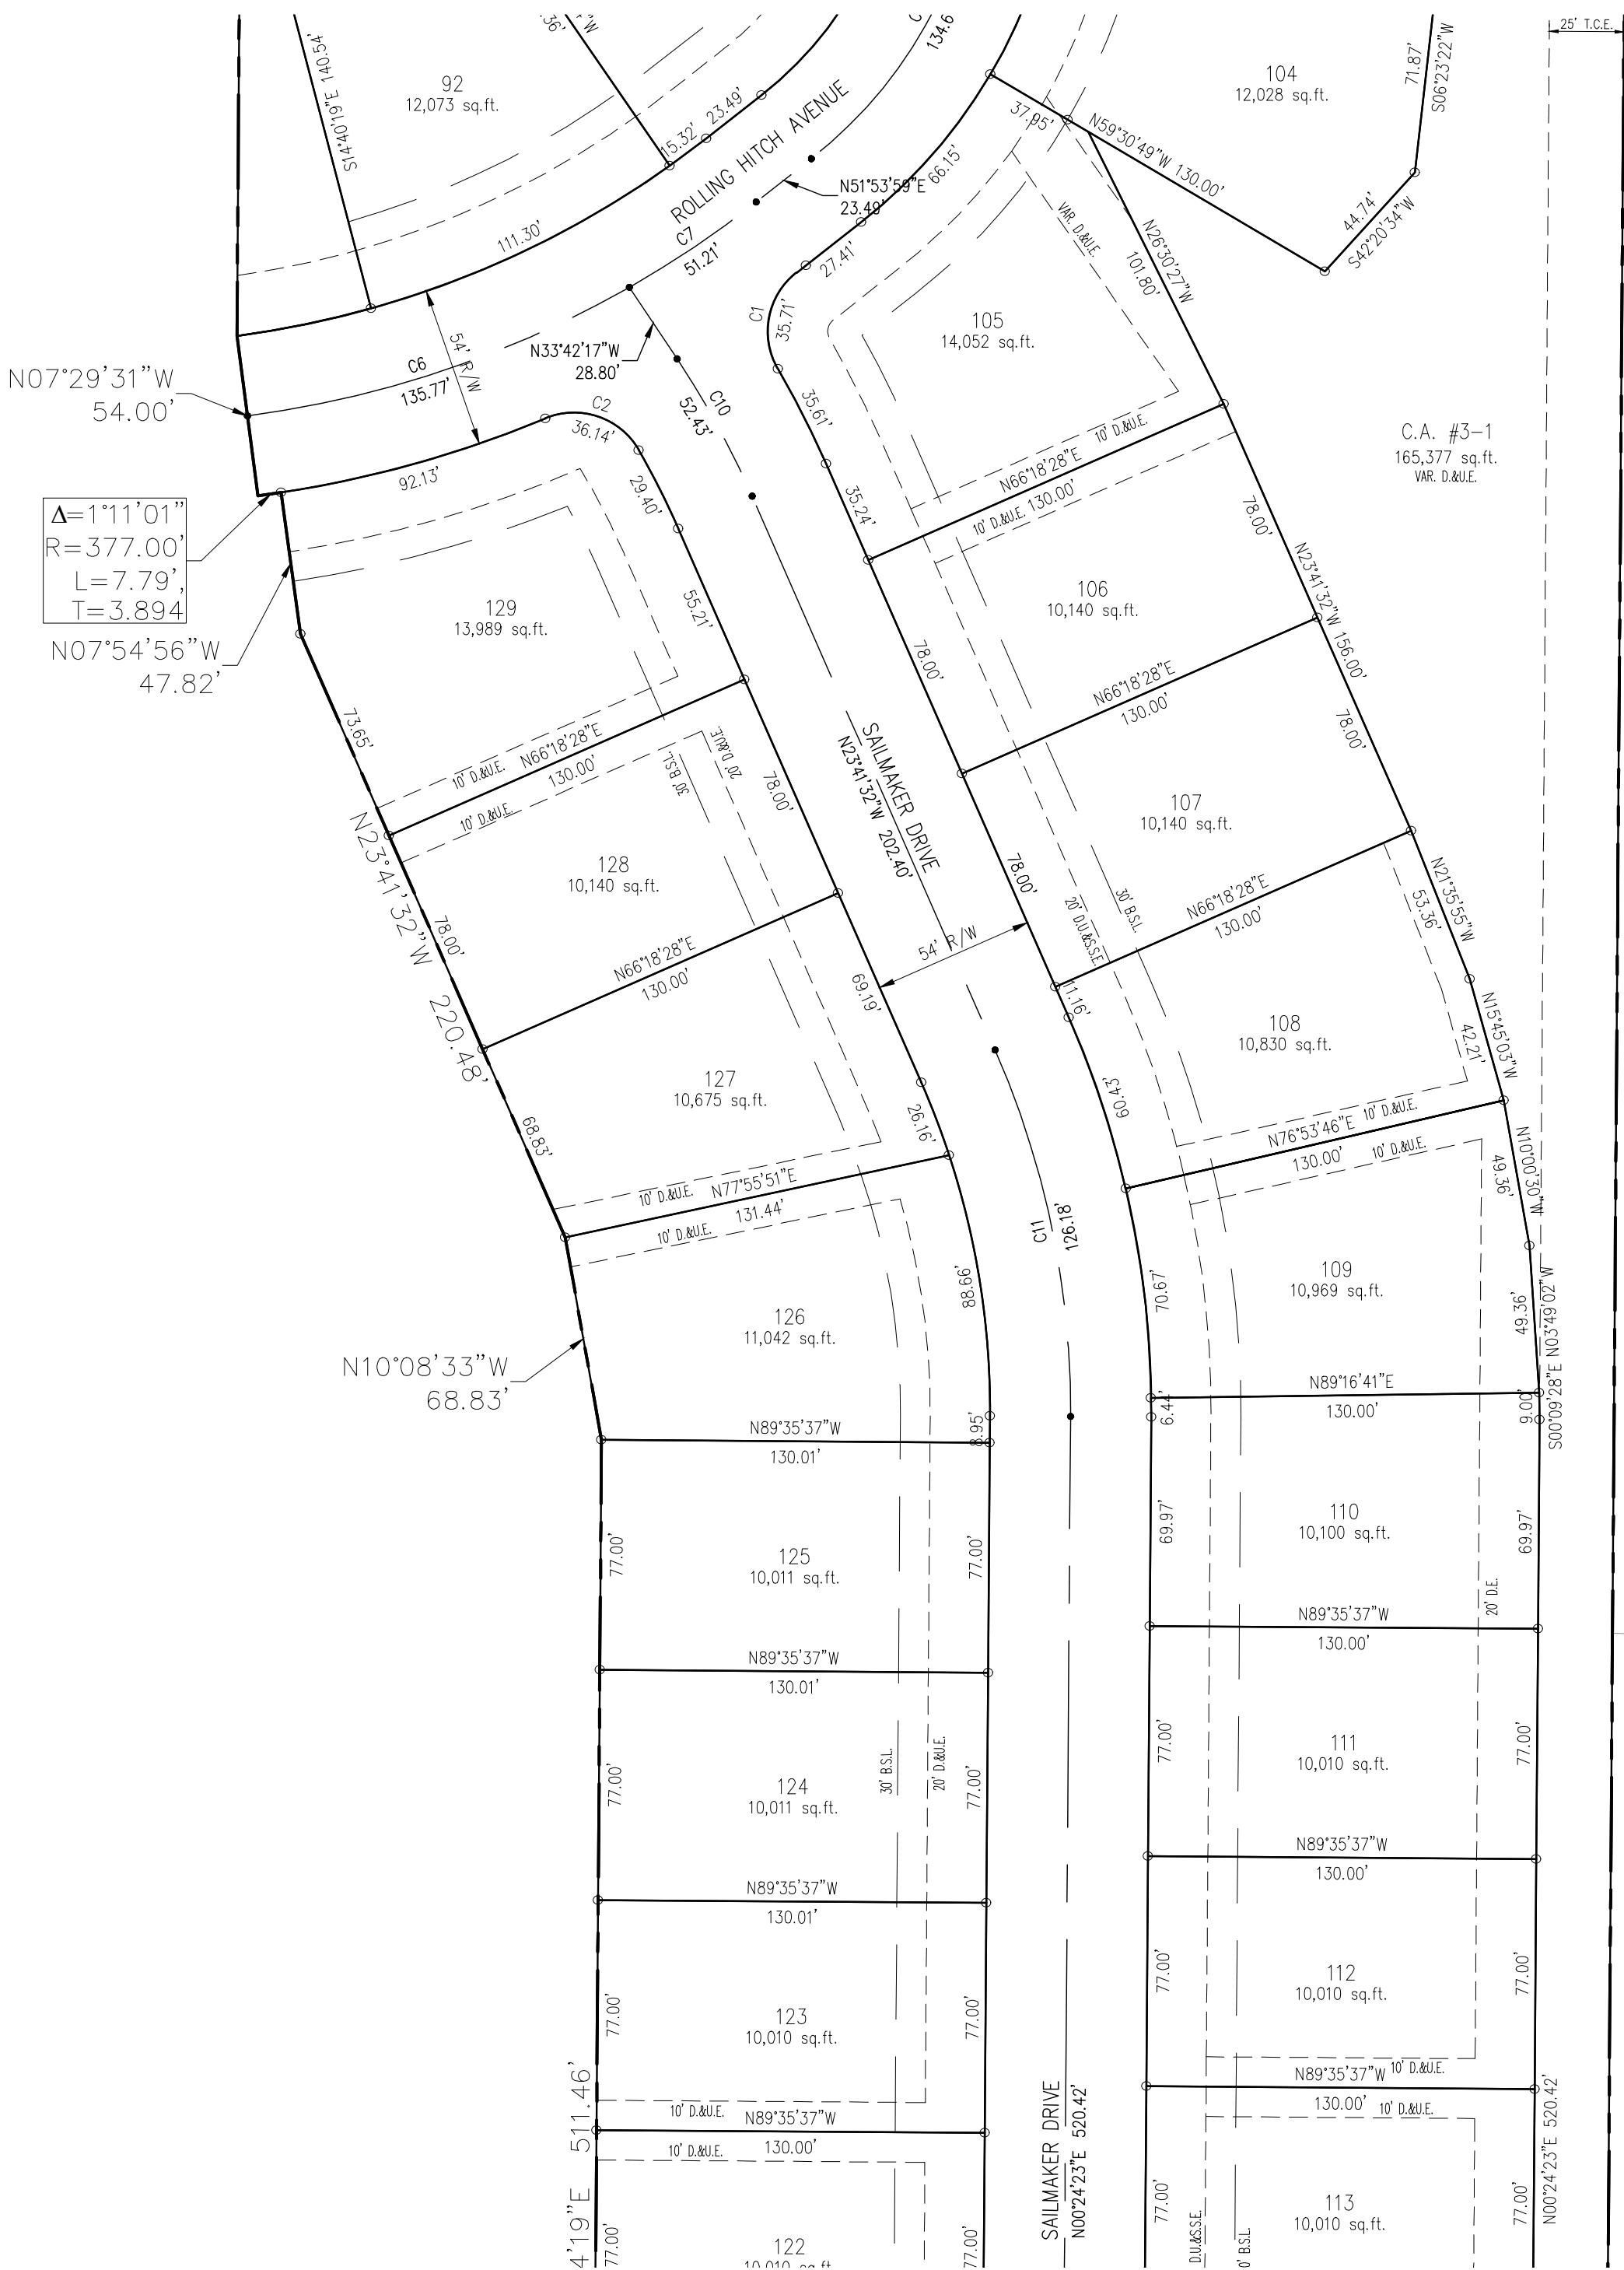 25' T.C.E.
S14°40'19"E 140.54'
.36'
92
12,073 sq.ft.
15.32'
23.49'
111.30'
ROLLING HITCH AVENUE
134.6
N51°53'59"E
23.49'
C7
51.21'
66.15'
37.95'
N59°30'49"W 130.00'
104
12,028 sq.ft.
71.87'
S06°23'22"W
44.74'
S42°20'34"W
27.41'
C1
35.71'
VAR. D.&U.E.
N26°30'27"W
101.80'
105
14,052 sq.ft.
N07°29'31"W
54.00'
C6
135.77'
54' R/W
N33°42'17"W
28.80'
C10
52.43'
C2
36.14'
92.13'
29.40'
35.61'
35.24'
10' D.&U.E.
N66°18'28"E
10' D.&U.E. 130.00'
C.A. #3-1
165,377 sq.ft.
VAR. D.&U.E.
Δ=1°11'01"
R=377.00'
L=7.79',
T=3.894
N07°54'56"W
47.82'
129
13,989 sq.ft.
55.21'
73.65'
106
10,140 sq.ft.
78.00'
78.00'
N23°41'32"W 156.00'
N66°18'28"E
130.00'
10' D.&U.E. N66°18'28"E
130.00'
10' D.&U.E.
30' B.S.L.
20' D.&U.E.
78.00'
SAILMAKER DRIVE
N23°41'32"W 202.40'
107
10,140 sq.ft.
78.00'
78.00'
N23°41'32"W 220.48'
128
10,140 sq.ft.
78.00'
N66°18'28"E
130.00'
54' R/W
69.19'
20' D.U.&S.S.E.
30' B.S.L.
N66°18'28"E
130.00'
53.36'
N21°35'55"W
11.16'
108
10,830 sq.ft.
42.21'
N15°45'03"W
127
10,675 sq.ft.
68.83'
26.16'
60.43'
N76°53'46"E 10' D.&U.E.
130.00' 10' D.&U.E.
N10°00'30"W
49.36'
10' D.&U.E. N77°55'51"E
131.44'
10' D.&U.E.
C11
126.18'
88.66'
70.67'
109
10,969 sq.ft.
49.36'
N03°49'02"W
126
11,042 sq.ft.
N10°08'33"W
68.83'
N89°16'41"E
130.00'
6.44'
9.00'
S00°09'28"E
8.95'
N89°35'37"W
130.01'
77.00'
125
10,011 sq.ft.
77.00'
69.97'
110
10,100 sq.ft.
69.97'
20' D.E.
N89°35'37"W
130.00'
N89°35'37"W
130.01'
77.00'
124
10,011 sq.ft.
30' B.S.L.
20' D.&U.E.
77.00'
77.00'
111
10,010 sq.ft.
77.00'
N89°35'37"W
130.00'
N89°35'37"W
130.01'
77.00'
123
10,010 sq.ft.
77.00'
77.00'
112
10,010 sq.ft.
77.00'
N89°35'37"W 10' D.&U.E.
130.00' 10' D.&U.E.
10' D.&U.E. N89°35'37"W
10' D.&U.E. 130.00'
4'19"E 511.46'
77.00'
122
10,010 sq.ft.
77.00'
SAILMAKER DRIVE
N00°24'23"E 520.42'
77.00'
D.U.&S.S.E.
0' B.S.L.
113
10,010 sq.ft.
77.00'
N00°24'23"E 520.42'